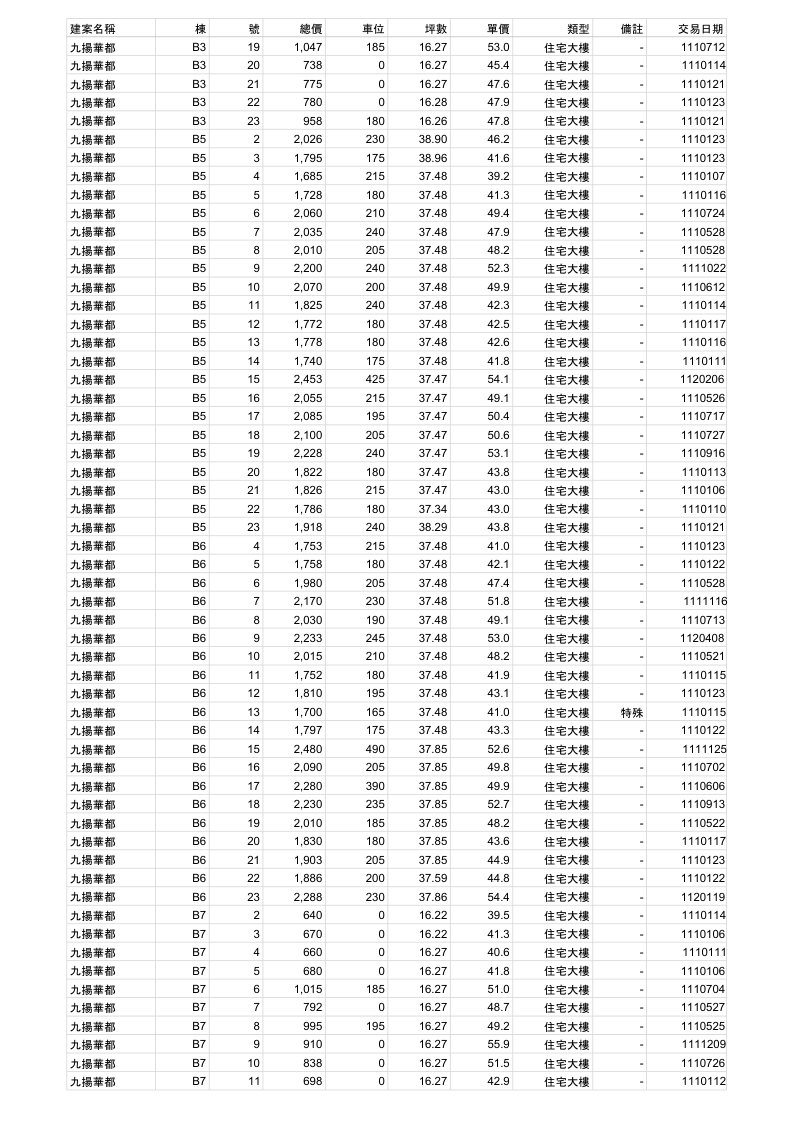 建案名稱 棟 號 總價 車位 坪數 單價 類型 備註 交易日期
九揚華都 B3 19 1,047 185 16.27 53.0 住宅大樓 - 1110712
九揚華都 B3 20 738 0 16.27 45.4 住宅大樓 - 1110114
九揚華都 B3 21 775 0 16.27 47.6 住宅大樓 - 1110121
九揚華都 B3 22 780 0 16.28 47.9 住宅大樓 - 1110123
九揚華都 B3 23 958 180 16.26 47.8 住宅大樓 - 1110121
九揚華都 B5 2 2,026 230 38.90 46.2 住宅大樓 - 1110123
九揚華都 B5 3 1,795 175 38.96 41.6 住宅大樓 - 1110123
九揚華都 B5 4 1,685 215 37.48 39.2 住宅大樓 - 1110107
九揚華都 B5 5 1,728 180 37.48 41.3 住宅大樓 - 1110116
九揚華都 B5 6 2,060 210 37.48 49.4 住宅大樓 - 1110724
九揚華都 B5 7 2,035 240 37.48 47.9 住宅大樓 - 1110528
九揚華都 B5 8 2,010 205 37.48 48.2 住宅大樓 - 1110528
九揚華都 B5 9 2,200 240 37.48 52.3 住宅大樓 - 1111022
九揚華都 B5 10 2,070 200 37.48 49.9 住宅大樓 - 1110612
九揚華都 B5 11 1,825 240 37.48 42.3 住宅大樓 - 1110114
九揚華都 B5 12 1,772 180 37.48 42.5 住宅大樓 - 1110117
九揚華都 B5 13 1,778 180 37.48 42.6 住宅大樓 - 1110116
九揚華都 B5 14 1,740 175 37.48 41.8 住宅大樓 - 1110111
九揚華都 B5 15 2,453 425 37.47 54.1 住宅大樓 - 1120206
九揚華都 B5 16 2,055 215 37.47 49.1 住宅大樓 - 1110526
九揚華都 B5 17 2,085 195 37.47 50.4 住宅大樓 - 1110717
九揚華都 B5 18 2,100 205 37.47 50.6 住宅大樓 - 1110727
九揚華都 B5 19 2,228 240 37.47 53.1 住宅大樓 - 1110916
九揚華都 B5 20 1,822 180 37.47 43.8 住宅大樓 - 1110113
九揚華都 B5 21 1,826 215 37.47 43.0 住宅大樓 - 1110106
九揚華都 B5 22 1,786 180 37.34 43.0 住宅大樓 - 1110110
九揚華都 B5 23 1,918 240 38.29 43.8 住宅大樓 - 1110121
九揚華都 B6 4 1,753 215 37.48 41.0 住宅大樓 - 1110123
九揚華都 B6 5 1,758 180 37.48 42.1 住宅大樓 - 1110122
九揚華都 B6 6 1,980 205 37.48 47.4 住宅大樓 - 1110528
九揚華都 B6 7 2,170 230 37.48 51.8 住宅大樓 - 1111116
九揚華都 B6 8 2,030 190 37.48 49.1 住宅大樓 - 1110713
九揚華都 B6 9 2,233 245 37.48 53.0 住宅大樓 - 1120408
九揚華都 B6 10 2,015 210 37.48 48.2 住宅大樓 - 1110521
九揚華都 B6 11 1,752 180 37.48 41.9 住宅大樓 - 1110115
九揚華都 B6 12 1,810 195 37.48 43.1 住宅大樓 - 1110123
九揚華都 B6 13 1,700 165 37.48 41.0 住宅大樓 特殊 1110115
九揚華都 B6 14 1,797 175 37.48 43.3 住宅大樓 - 1110122
九揚華都 B6 15 2,480 490 37.85 52.6 住宅大樓 - 1111125
九揚華都 B6 16 2,090 205 37.85 49.8 住宅大樓 - 1110702
九揚華都 B6 17 2,280 390 37.85 49.9 住宅大樓 - 1110606
九揚華都 B6 18 2,230 235 37.85 52.7 住宅大樓 - 1110913
九揚華都 B6 19 2,010 185 37.85 48.2 住宅大樓 - 1110522
九揚華都 B6 20 1,830 180 37.85 43.6 住宅大樓 - 1110117
九揚華都 B6 21 1,903 205 37.85 44.9 住宅大樓 - 1110123
九揚華都 B6 22 1,886 200 37.59 44.8 住宅大樓 - 1110122
九揚華都 B6 23 2,288 230 37.86 54.4 住宅大樓 - 1120119
九揚華都 B7 2 640 0 16.22 39.5 住宅大樓 - 1110114
九揚華都 B7 3 670 0 16.22 41.3 住宅大樓 - 1110106
九揚華都 B7 4 660 0 16.27 40.6 住宅大樓 - 1110111
九揚華都 B7 5 680 0 16.27 41.8 住宅大樓 - 1110106
九揚華都 B7 6 1,015 185 16.27 51.0 住宅大樓 - 1110704
九揚華都 B7 7 792 0 16.27 48.7 住宅大樓 - 1110527
九揚華都 B7 8 995 195 16.27 49.2 住宅大樓 - 1110525
九揚華都 B7 9 910 0 16.27 55.9 住宅大樓 - 1111209
九揚華都 B7 10 838 0 16.27 51.5 住宅大樓 - 1110726
九揚華都 B7 11 698 0 16.27 42.9 住宅大樓 - 1110112